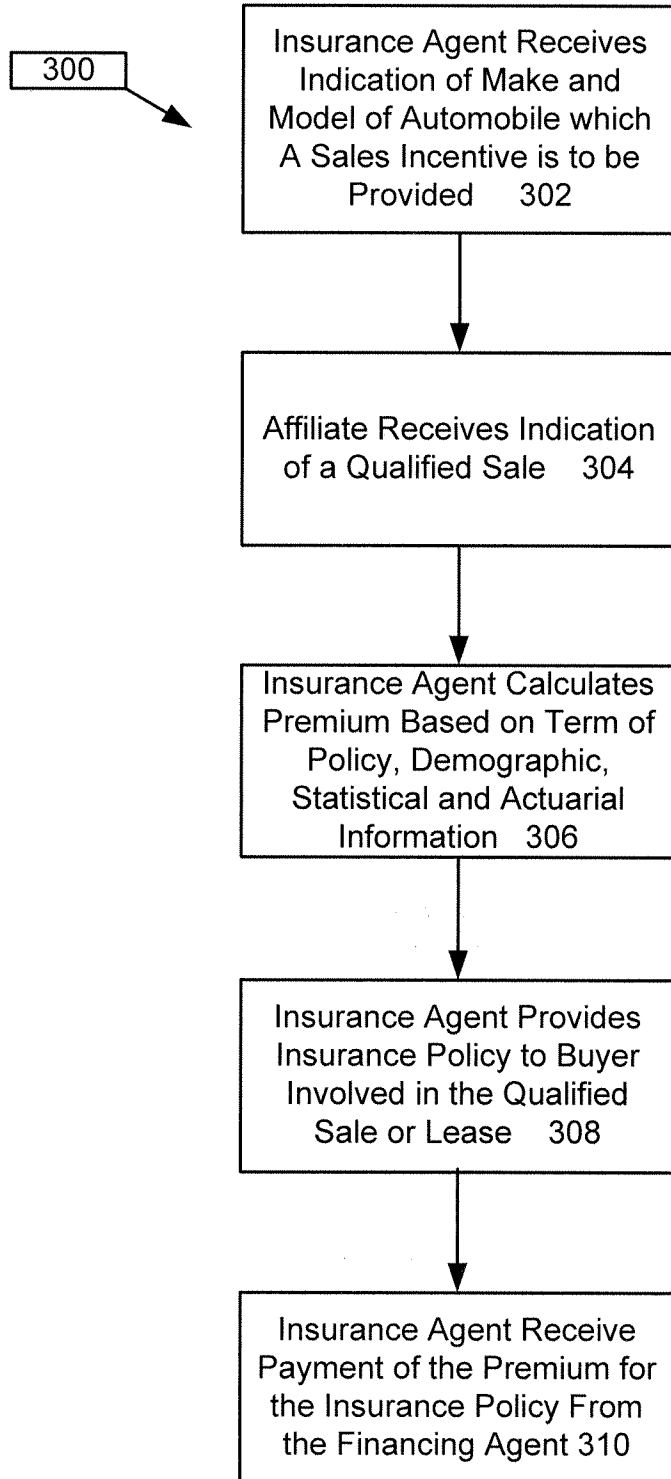 300
Insurance Agent Receives
Indication of Make and
Model of Automobile which
A Sales Incentive is to be
Provided 302
Affiliate Receives Indication
of a Qualified Sale 304
Insurance Agent Calculates
Premium Based on Term of
Policy, Demographic,
Statistical and Actuarial
Information 306
Insurance Agent Provides
Insurance Policy to Buyer
Involved in the Qualified
Sale or Lease 308
Insurance Agent Receive
Payment of the Premium for
the Insurance Policy From
the Financing Agent 310